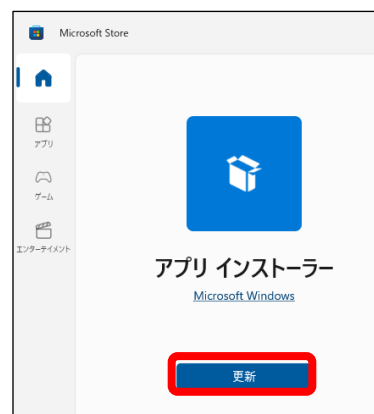 Microsoft Store
アプリ
ゲーム
エンターテイメント
アプリ インストーラー
Microsoft Windows
更新